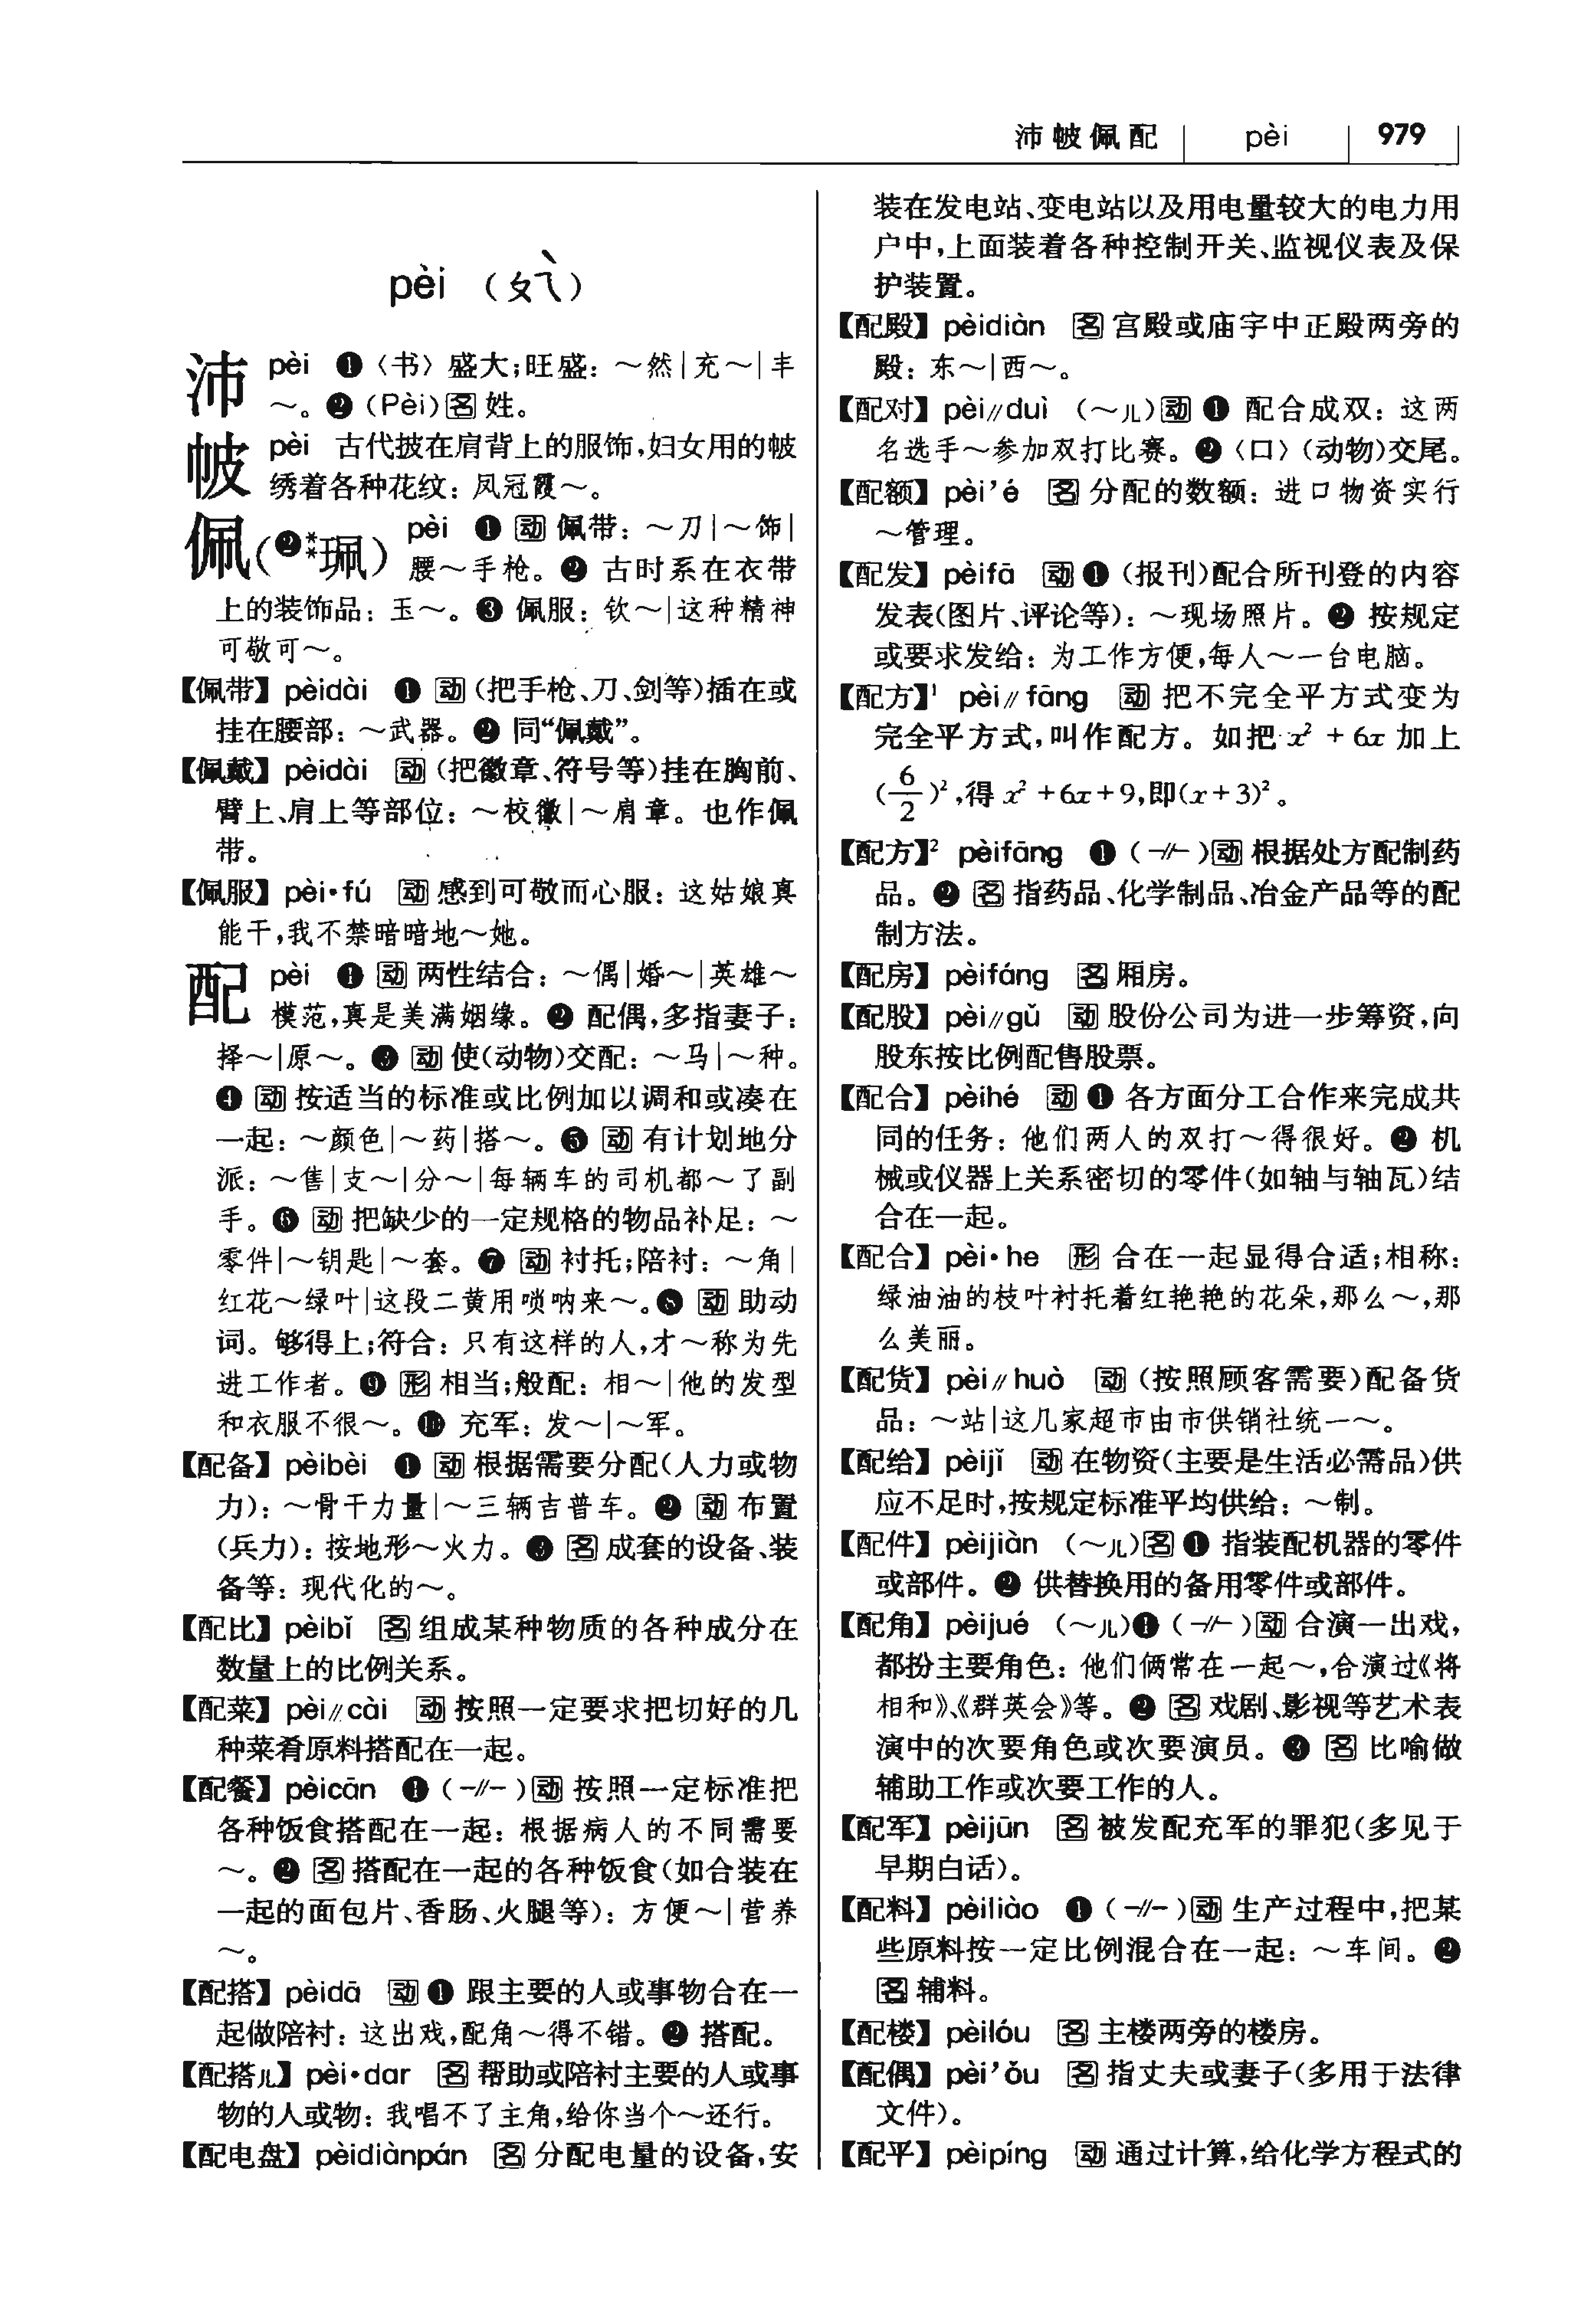 沛帔佩配 pèi 979
pèi （ㄆㄟˋ）
沛 pèi ❶〈书〉盛大；旺盛：～然｜充～｜丰
～。❷（Pèi）名 姓。
帔 pèi 古代披在肩背上的服饰，妇女用的帔
绣着各种花纹：凤冠霞～。
佩（❷**珮） pèi ❶ 动 佩带：～刀｜～饰｜
腰～手枪。❷ 古时系在衣带
上的装饰品：玉～。❸ 佩服：钦～｜这种精神
可敬可～。
【佩带】pèidài ❶ 动（把手枪、刀、剑等）插在或
挂在腰部：～武器。❷ 同“佩戴”。
【佩戴】pèidài 动（把徽章、符号等）挂在胸前、
臂上、肩上等部位：～校徽｜～肩章。也作佩
带。
【佩服】pèi•fú 动 感到可敬而心服：这姑娘真
能干，我不禁暗暗地～她。
配 pèi ❶ 动 两性结合：～偶｜婚～｜英雄～
模范，真是美满姻缘。❷ 配偶，多指妻子：
择～｜原～。❸ 动 使（动物）交配：～马｜～种。
❹ 动 按适当的标准或比例加以调和或凑在
一起：～颜色｜～药｜搭～。❺ 动 有计划地分
派：～售｜支～｜分～｜每辆车的司机都～了副
手。❻ 动 把缺少的一定规格的物品补足：～
零件｜～钥匙｜～套。❼ 动 衬托；陪衬：～角｜
红花～绿叶｜这段二黄用唢呐来～。❽ 动 助动
词。够得上；符合：只有这样的人，才～称为先
进工作者。❾ 形 相当；般配：相～｜他的发型
和衣服不很～。❿ 充军：发～｜～军。
【配备】pèibèi ❶ 动 根据需要分配（人力或物
力）：～骨干力量｜～三辆吉普车。❷ 动 布置
（兵力）：按地形～火力。❸ 名 成套的设备、装
备等：现代化的～。
【配比】pèibǐ 名 组成某种物质的各种成分在
数量上的比例关系。
【配菜】pèi∥cài 动 按照一定要求把切好的几
种菜肴原料搭配在一起。
【配餐】pèicān ❶（-∥-）动 按照一定标准把
各种饭食搭配在一起：根据病人的不同需要
～。❷ 名 搭配在一起的各种饭食（如合装在
一起的面包片、香肠、火腿等）：方便～｜营养
～。
【配搭】pèidā 动 ❶ 跟主要的人或事物合在一
起做陪衬：这出戏，配角～得不错。❷ 搭配。
【配搭儿】pèi•dar 名 帮助或陪衬主要的人或事
物的人或物：我唱不了主角，给你当个～还行。
【配电盘】pèidiànpán 名 分配电量的设备，安
装在发电站、变电站以及用电量较大的电力用
户中，上面装着各种控制开关、监视仪表及保
护装置。
【配殿】pèidiàn 名 宫殿或庙宇中正殿两旁的
殿：东～｜西～。
【配对】pèi∥duì （～儿）动 ❶ 配合成双：这两
名选手～参加双打比赛。❷〈口〉（动物）交尾。
【配额】pèi’é 名 分配的数额：进口物资实行
～管理。
【配发】pèifā 动 ❶（报刊）配合所刊登的内容
发表（图片、评论等）：～现场照片。❷ 按规定
或要求发给：为工作方便，每人～一台电脑。
【配方】¹ pèi∥fāng 动 把不完全平方式变为
完全平方式，叫作配方。如把 x² + 6x 加上
（6/2）²，得 x² +6x+9，即(x+3)²。
【配方】² pèifāng ❶（-∥-）动 根据处方配制药
品。❷ 名 指药品、化学制品、冶金产品等的配
制方法。
【配房】pèifáng 名 厢房。
【配股】pèi∥gǔ 动 股份公司为进一步筹资，向
股东按比例配售股票。
【配合】pèihé 动 ❶ 各方面分工合作来完成共
同的任务：他们两人的双打～得很好。❷ 机
械或仪器上关系密切的零件（如轴与轴瓦）结
合在一起。
【配合】pèi•he 形 合在一起显得合适；相称：
绿油油的枝叶衬托着红艳艳的花朵，那么～，那
么美丽。
【配货】pèi∥huò 动（按照顾客需要）配备货
品：～站｜这几家超市由市供销社统一～。
【配给】pèijǐ 动 在物资（主要是生活必需品）供
应不足时，按规定标准平均供给：～制。
【配件】pèijiàn （～儿）名 ❶ 指装配机器的零件
或部件。❷ 供替换用的备用零件或部件。
【配角】pèijué （～儿）❶（-∥-）动 合演一出戏，
都扮主要角色：他们俩常在一起～，合演过《将
相和》、《群英会》等。❷ 名 戏剧、影视等艺术表
演中的次要角色或次要演员。❸ 名 比喻做
辅助工作或次要工作的人。
【配军】pèijūn 名 被发配充军的罪犯（多见于
早期白话）。
【配料】pèiliào ❶（-∥-）动 生产过程中，把某
些原料按一定比例混合在一起：～车间。❷
名 辅料。
【配楼】pèilóu 名 主楼两旁的楼房。
【配偶】pèi’ǒu 名 指丈夫或妻子（多用于法律
文件）。
【配平】pèipíng 动 通过计算，给化学方程式的